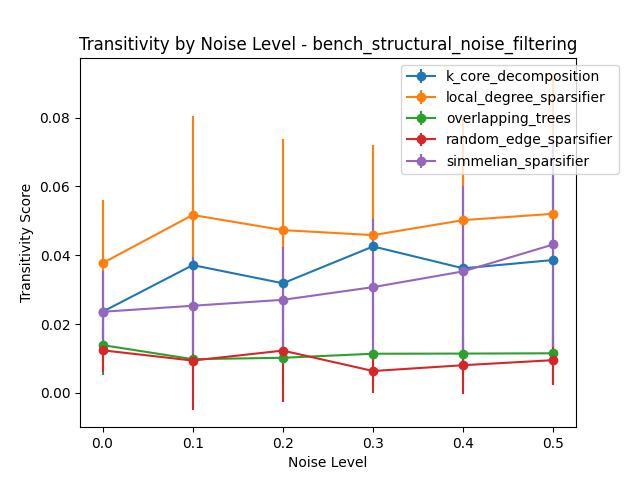 Transitivity by Noise Level - bench_structural_noise_filtering
k_core_decomposition
local_degree_sparsifier
overlapping_trees
random_edge_sparsifier
simmelian_sparsifier
Transitivity Score
0.08
0.06
0.04
0.02
0.00
0.0 0.1 0.2 0.3 0.4 0.5
Noise Level